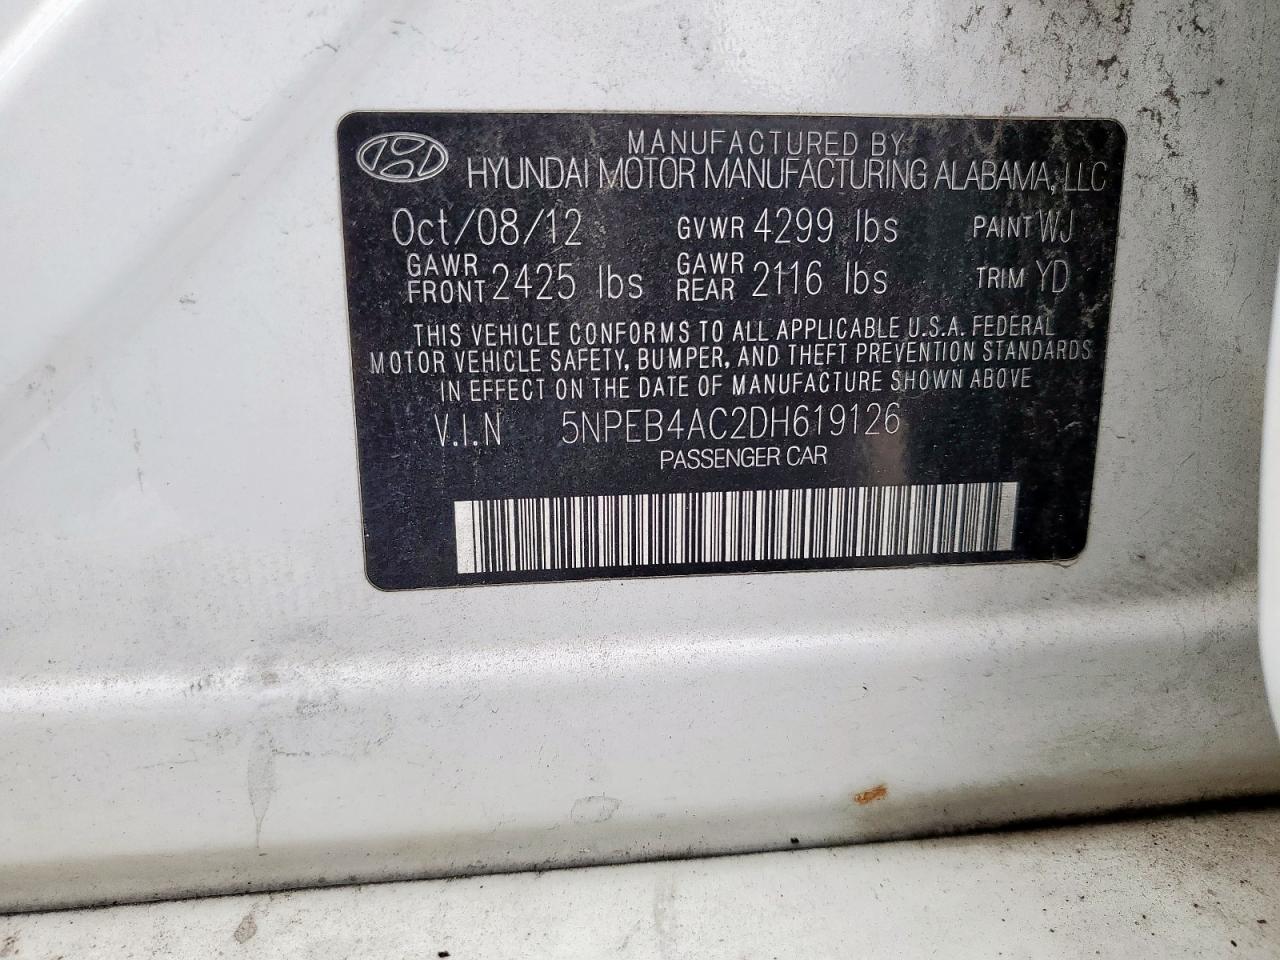 MANUFACTURED BY
HYUNDAI MOTOR MANUFACTURING ALABAMA, LLC
Oct/08/12 GVWR 4299 lbs PAINT WJ
GAWR FRONT 2425 lbs GAWR REAR 2116 lbs TRIM YD
THIS VEHICLE CONFORMS TO ALL APPLICABLE U.S.A. FEDERAL
MOTOR VEHICLE SAFETY, BUMPER, AND THEFT PREVENTION STANDARDS
IN EFFECT ON THE DATE OF MANUFACTURE SHOWN ABOVE
V.I.N 5NPEB4AC2DH619126
PASSENGER CAR